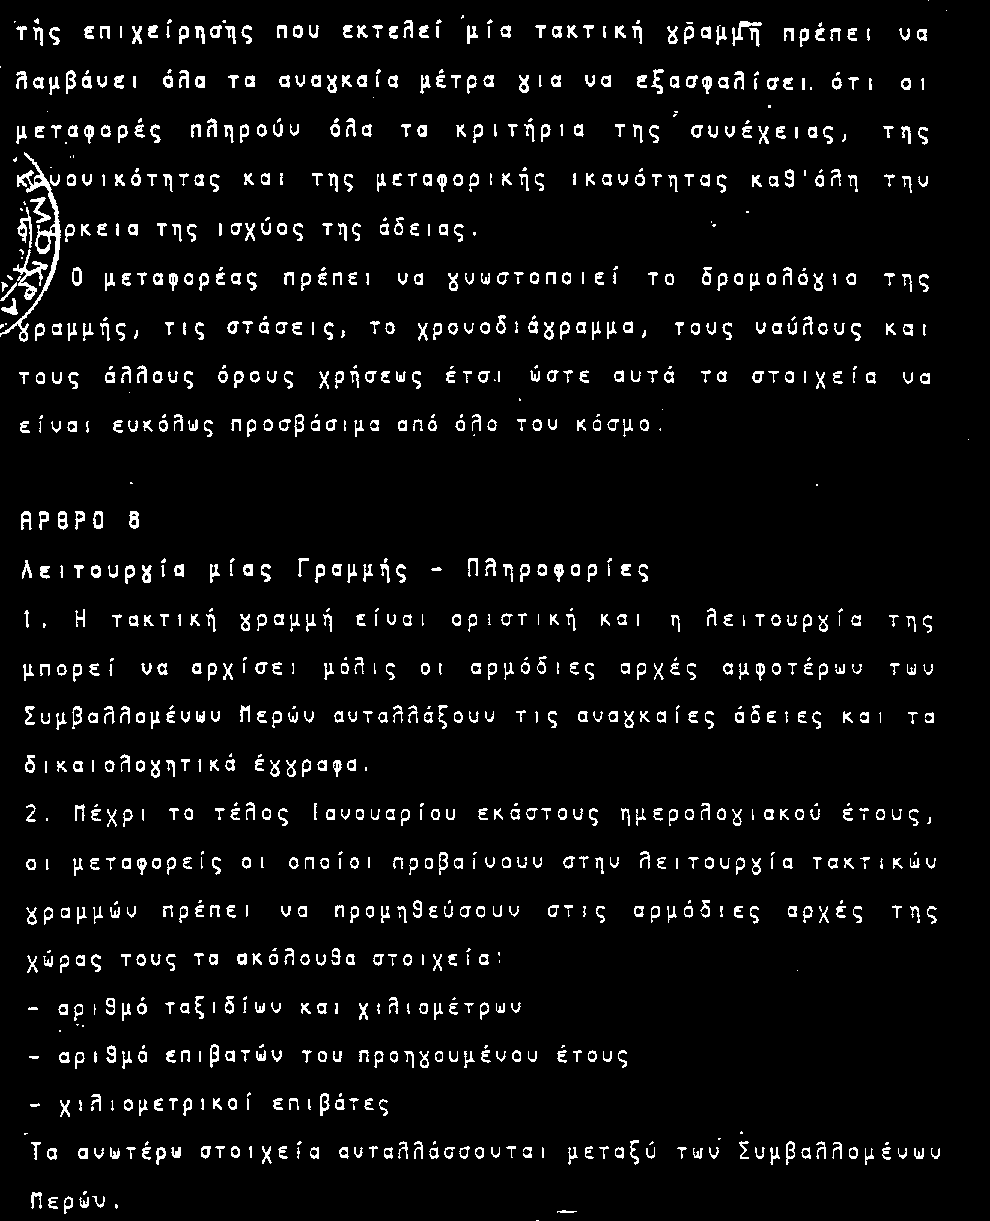 της επιχείρησης που εκτελεί μία τακτική γραμμή πρέπει να
λαμβάνει όλα τα αναγκαία μέτρα για να εξασφαλίσει ότι οι
μεταφορές πληρούν όλα τα κριτήρια της συνέχειας, της
κανονικότητας και της μεταφορικής ικανότητας καθ'όλη την
διάρκεια της ισχύος της άδειας.
Ο μεταφορέας πρέπει να γνωστοποιεί το δρομολόγιο της
γραμμής, τις στάσεις, το χρονοδιάγραμμα, τους ναύλους και
τους άλλους όρους χρήσεως έτσι ώστε αυτά τα στοιχεία να
είναι ευκόλως προσβάσιμα από όλο τον κόσμο.
ΑΡΘΡΟ 8
Λειτουργία μίας Γραμμής - Πληροφορίες
1. Η τακτική γραμμή είναι οριστική και η λειτουργία της
μπορεί να αρχίσει μόλις οι αρμόδιες αρχές αμφοτέρων των
Συμβαλλομένων Μερών ανταλλάξουν τις αναγκαίες άδειες και τα
δικαιολογητικά έγγραφα.
2. Μέχρι το τέλος Ιανουαρίου εκάστους ημερολογιακού έτους,
οι μεταφορείς οι οποίοι προβαίνουν στην λειτουργία τακτικών
γραμμών πρέπει να προμηθεύσουν στις αρμόδιες αρχές της
χώρας τους τα ακόλουθα στοιχεία:
- αριθμό ταξιδίων και χιλιομέτρων
- αριθμό επιβατών του προηγουμένου έτους
- χιλιομετρικοί επιβάτες
Τα ανωτέρω στοιχεία ανταλλάσσονται μεταξύ των Συμβαλλομένων
Μερών.